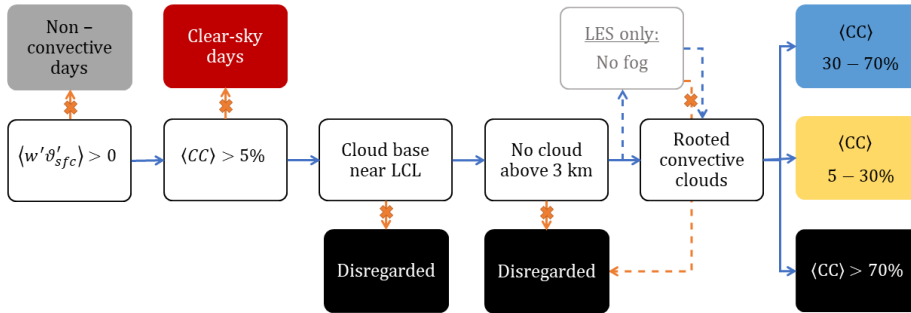 Non –
convective
days
Clear-sky
days
LES only:
No fog
⟨CC⟩
30 – 70%
⟨w′ϑ′sfc⟩ > 0
⟨CC⟩ > 5%
Cloud base
near LCL
No cloud
above 3 km
Rooted
convective
clouds
⟨CC⟩
5 – 30%
Disregarded
Disregarded
⟨CC⟩ > 70%